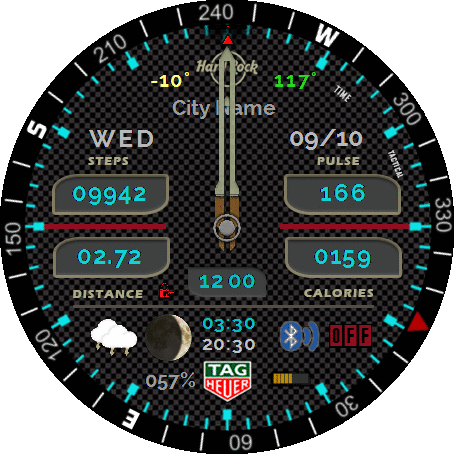 240
210
W
300
S
330
150
120
E
60
30
Hard Rock
-10°
117°
TIME
City Name
TACTICAL
WED
09/10
STEPS
PULSE
09942
166
02.72
0159
12 00
DISTANCE
CALORIES
03:30
OFF
20:30
057%
TAG
HEUER